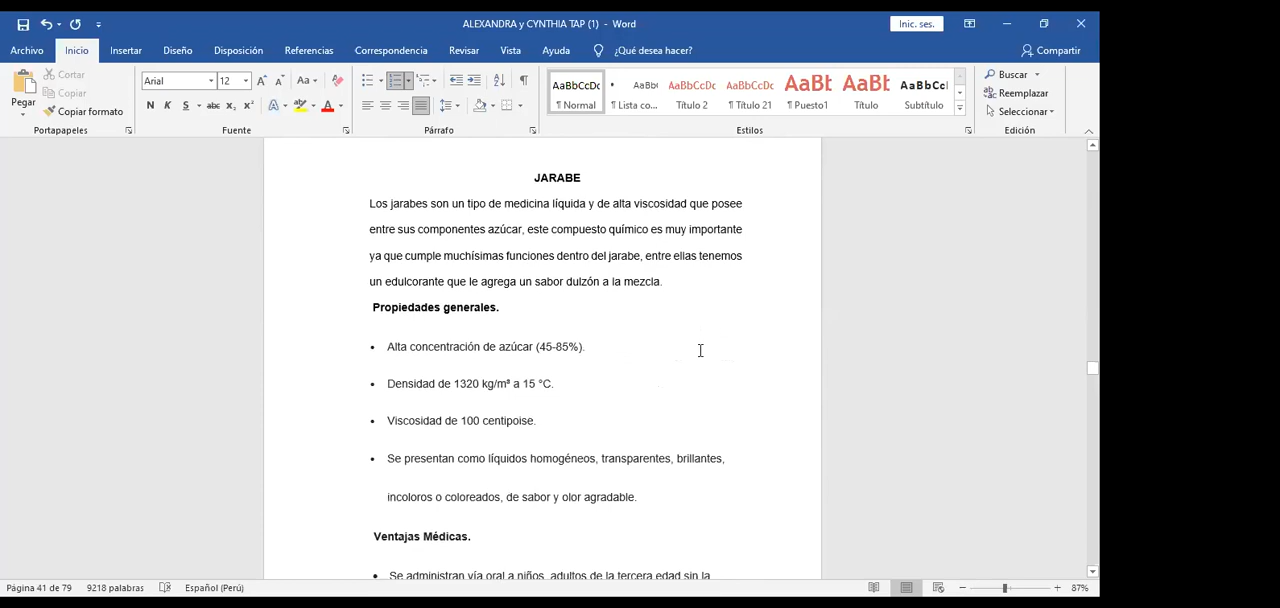 ALEXANDRA y CYNTHIA TAP (1) - Word
Inic. ses.
Archivo Inicio Insertar Diseño Disposición Referencias Correspondencia Revisar Vista Ayuda ¿Qué desea hacer? Compartir
Pegar
Cortar
Copiar
Copiar formato
Portapapeles
Arial 12
Fuente
Párrafo
AaBbCcDc AaBbC AaBbCcDc AaBbCcDc AaBb AaBb AaBbCcl
¶ Normal ¶ Lista co... Título 2 ¶ Título 21 ¶ Puesto1 Título Subtítulo
Estilos
Buscar
Reemplazar
Seleccionar
Edición
JARABE
Los jarabes son un tipo de medicina líquida y de alta viscosidad que posee
entre sus componentes azúcar, este compuesto químico es muy importante
ya que cumple muchísimas funciones dentro del jarabe, entre ellas tenemos
un edulcorante que le agrega un sabor dulzón a la mezcla.
Propiedades generales.
• Alta concentración de azúcar (45-85%).
• Densidad de 1320 kg/m³ a 15 °C.
• Viscosidad de 100 centipoise.
• Se presentan como líquidos homogéneos, transparentes, brillantes,
incoloros o coloreados, de sabor y olor agradable.
Ventajas Médicas.
• Se administran vía oral a niños, adultos de la tercera edad sin la
Página 41 de 79 9218 palabras Español (Perú) 87%